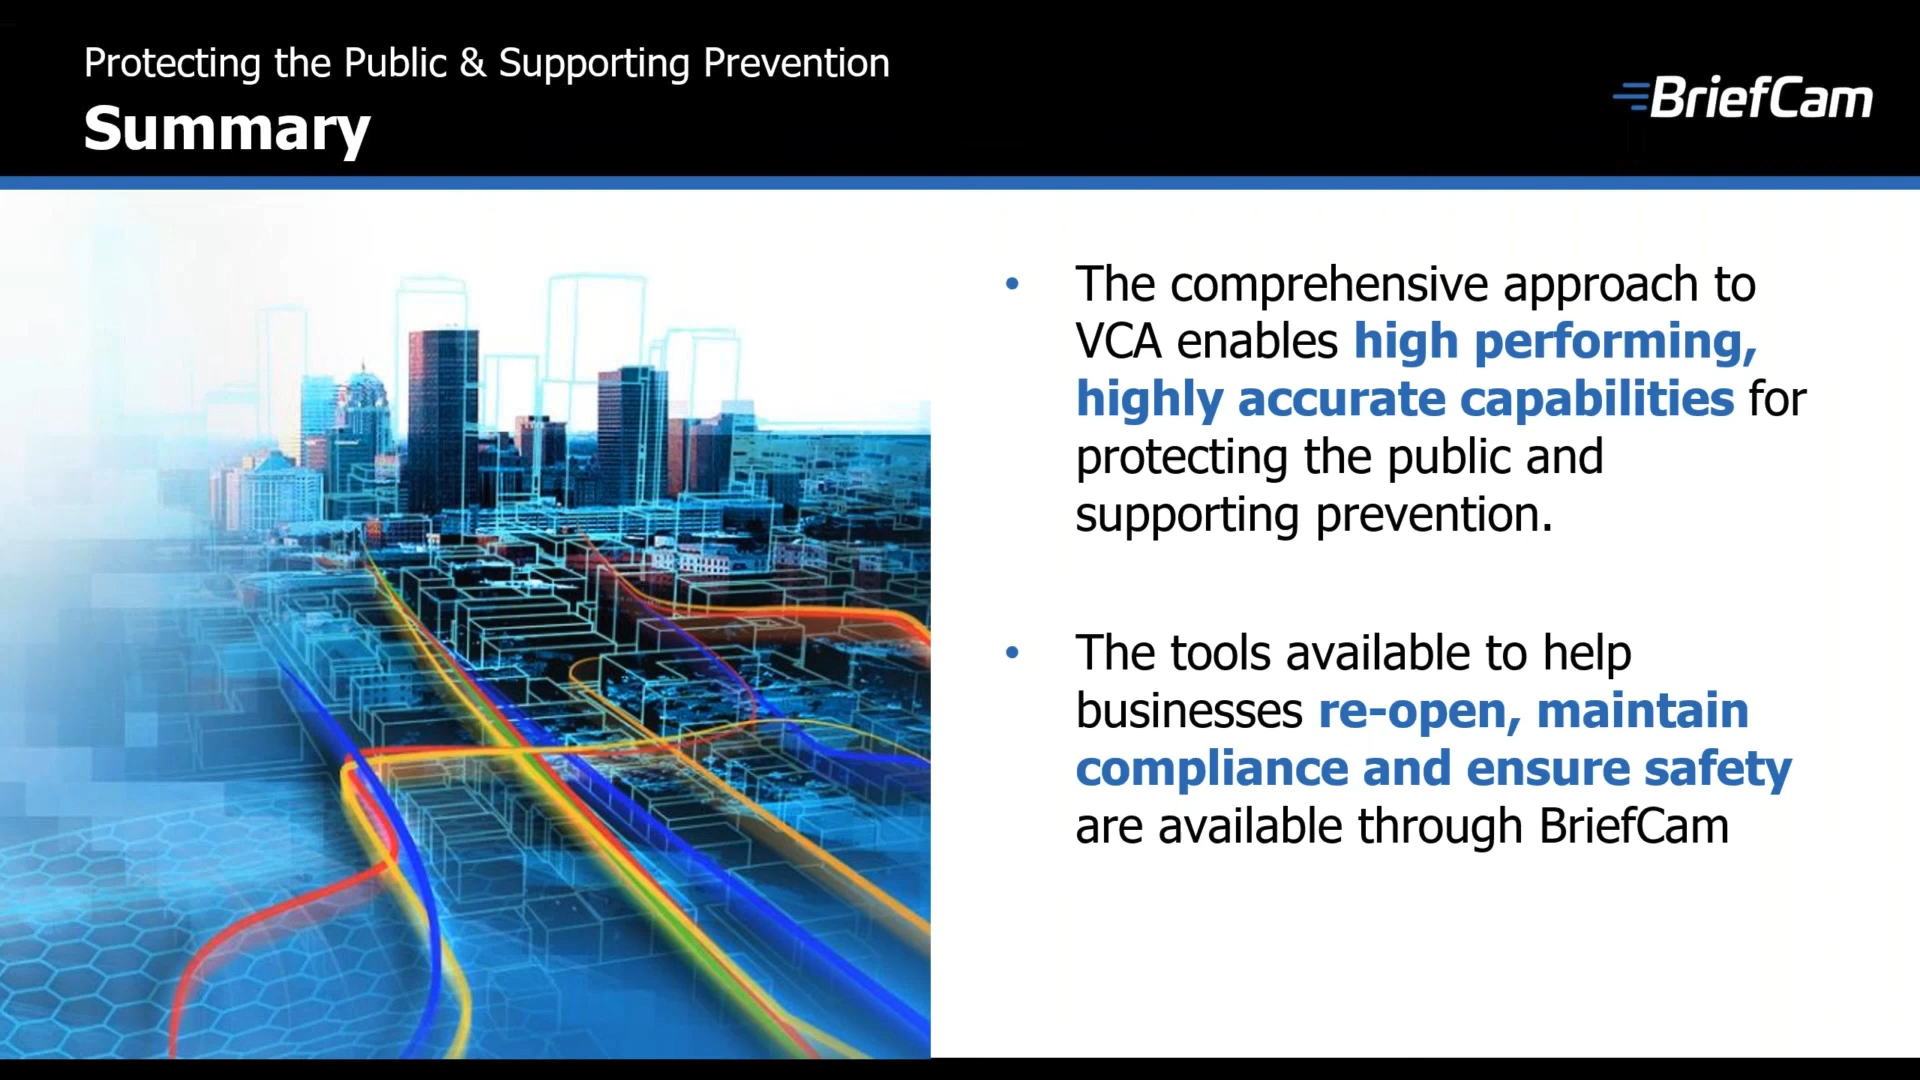 Protecting the Public & Supporting Prevention
Summary
BriefCam
• The comprehensive approach to
VCA enables high performing,
highly accurate capabilities for
protecting the public and
supporting prevention.
• The tools available to help
businesses re-open, maintain
compliance and ensure safety
are available through BriefCam